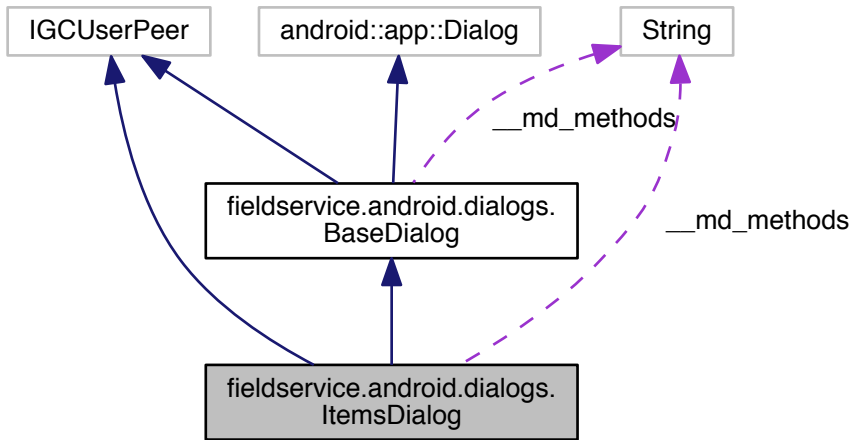 IGCUserPeer
android::app::Dialog
String
__md_methods
fieldservice.android.dialogs.
BaseDialog
__md_methods
fieldservice.android.dialogs.
ItemsDialog